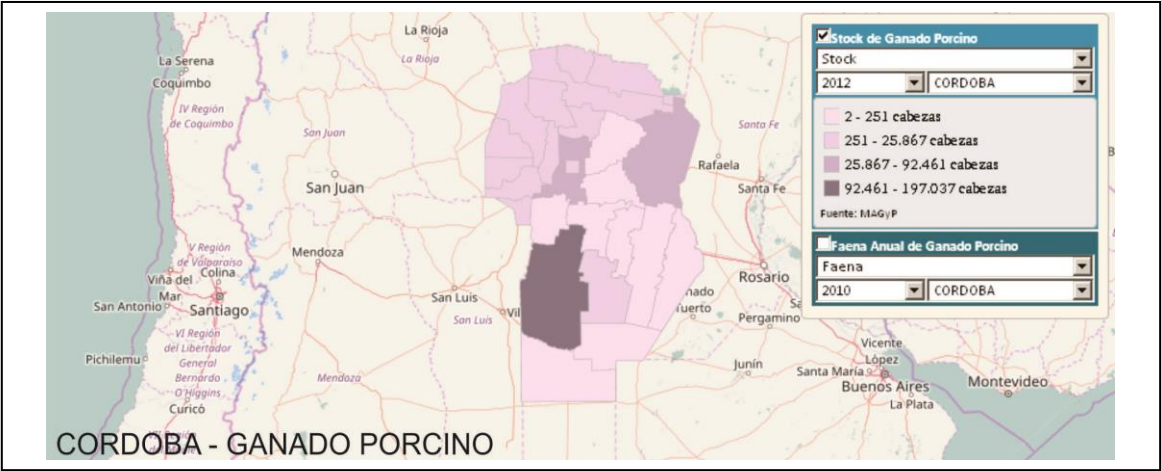 La Rioja
La Rioja
La Serena
Coquimbo
IV Región
de Coquimbo
San Juan
San Juan
Santa Fe
Rafaela
Santa Fe
Mendoza
V Región
de Valparaíso
Colina
Viña del
Mar
San Antonio
Santiago
San Luis
San Luis
Vil
Rosario
nado
Tuerto
Sa
Pergamino
VI Región
del Libertador
General
Bernardo
O'Higgins
Pichilemu
Curicó
Mendoza
Junín
Vicente
López
Santa María
Buenos Aires
La Plata
Montevideo
B
Stock de Ganado Porcino
Stock
2012 CORDOBA
2 - 251 cabezas
251 - 25.867 cabezas
25.867 - 92.461 cabezas
92.461 - 197.037 cabezas
Fuente: MAGyP
Faena Anual de Ganado Porcino
Faena
2010 CORDOBA
CORDOBA - GANADO PORCINO